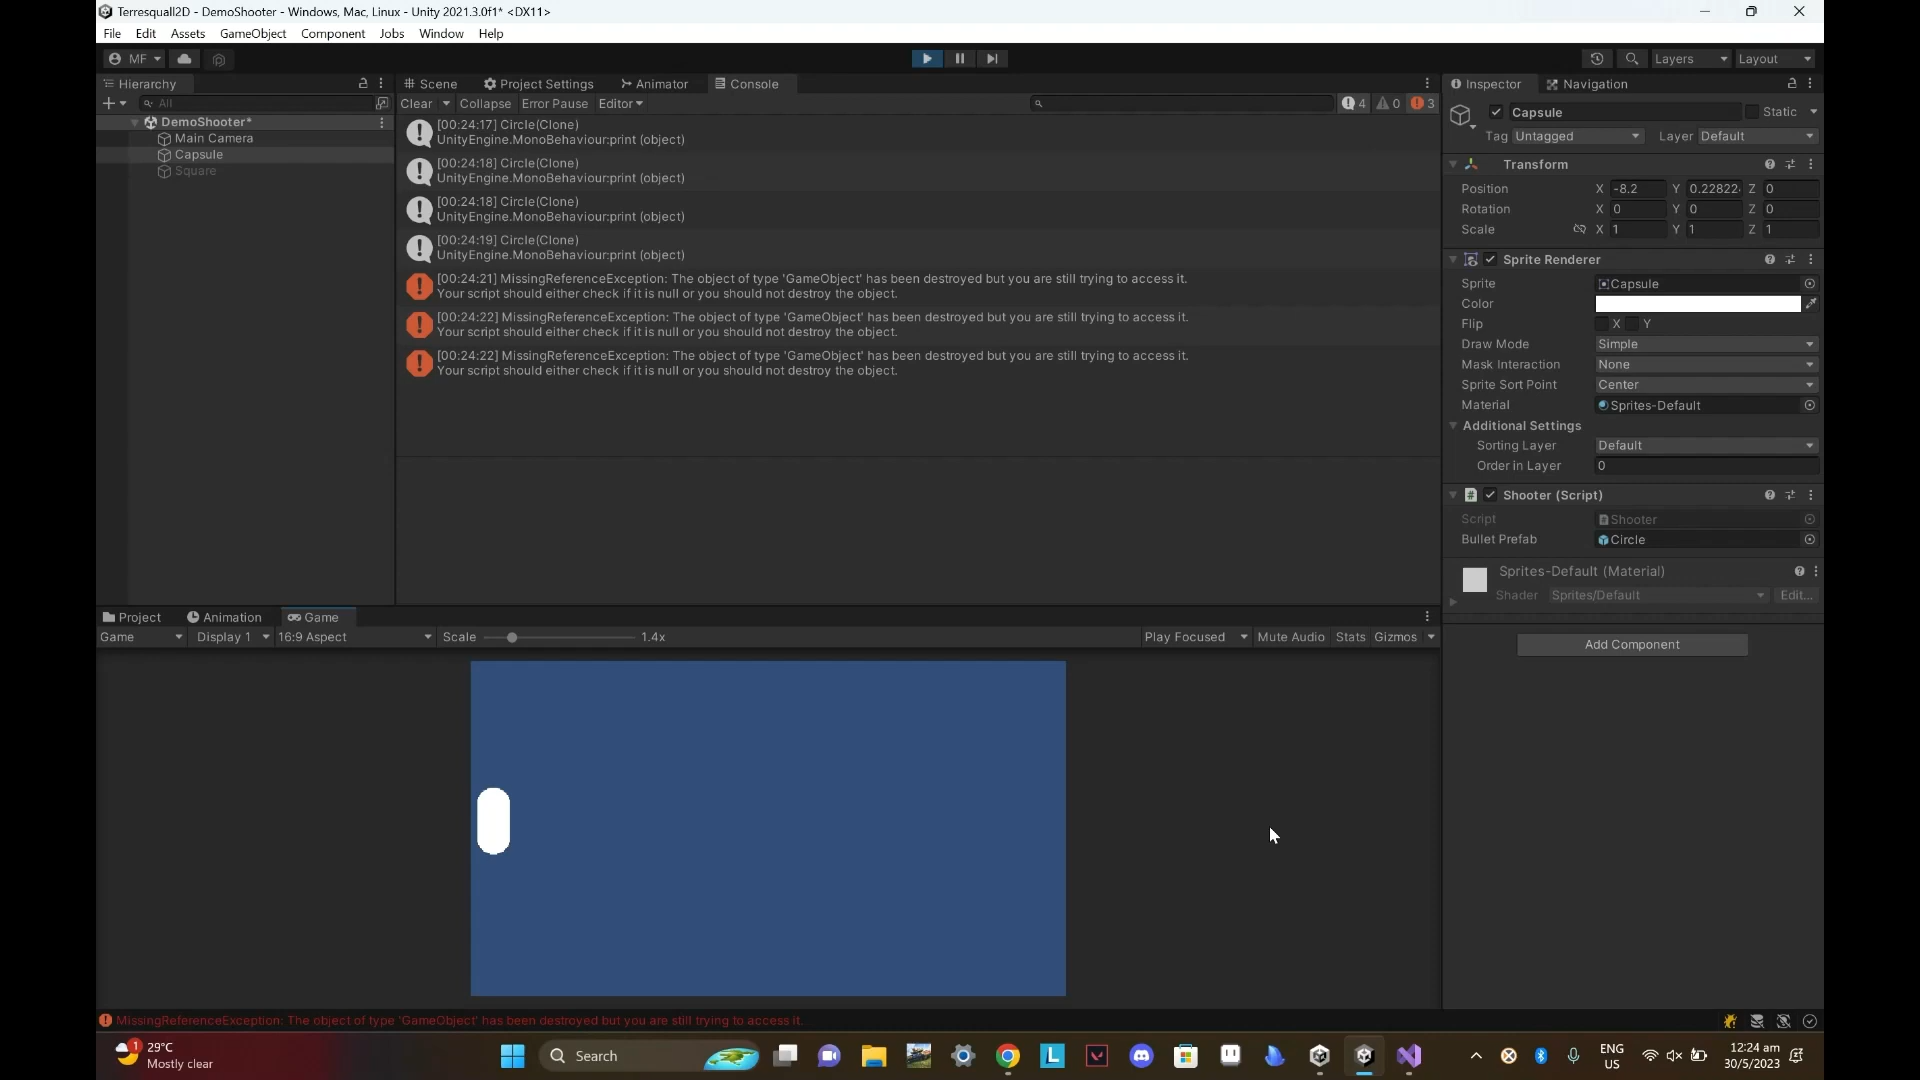 Terresquall2D - DemoShooter - Windows, Mac, Linux - Unity 2021.3.0f1* <DX11>
File Edit Assets GameObject Component Jobs Window Help
MF Layers Layout
Hierarchy Scene Project Settings Animator Console Inspector Navigation
All Clear Collapse Error Pause Editor 4 0 3
DemoShooter*
Main Camera
Capsule
Square
[00:24:17] Circle(Clone)
UnityEngine.MonoBehaviour:print (object)
[00:24:18] Circle(Clone)
UnityEngine.MonoBehaviour:print (object)
[00:24:18] Circle(Clone)
UnityEngine.MonoBehaviour:print (object)
[00:24:19] Circle(Clone)
UnityEngine.MonoBehaviour:print (object)
[00:24:21] MissingReferenceException: The object of type 'GameObject' has been destroyed but you are still trying to access it.
Your script should either check if it is null or you should not destroy the object.
[00:24:22] MissingReferenceException: The object of type 'GameObject' has been destroyed but you are still trying to access it.
Your script should either check if it is null or you should not destroy the object.
[00:24:22] MissingReferenceException: The object of type 'GameObject' has been destroyed but you are still trying to access it.
Your script should either check if it is null or you should not destroy the object.
Capsule Static
Tag Untagged Layer Default
Transform
Position X -8.2 Y 0.22822 Z 0
Rotation X 0 Y 0 Z 0
Scale X 1 Y 1 Z 1
Sprite Renderer
Sprite Capsule
Color
Flip X Y
Draw Mode Simple
Mask Interaction None
Sprite Sort Point Center
Material Sprites-Default
Additional Settings
Sorting Layer Default
Order in Layer 0
Shooter (Script)
Script Shooter
Bullet Prefab Circle
Sprites-Default (Material)
Shader Sprites/Default Edit...
Add Component
Project Animation Game
Game Display 1 16:9 Aspect Scale 1.4x Play Focused Mute Audio Stats Gizmos
MissingReferenceException: The object of type 'GameObject' has been destroyed but you are still trying to access it.
1 29°C
Mostly clear
Search
L
ENG
US
12:24 am
30/5/2023